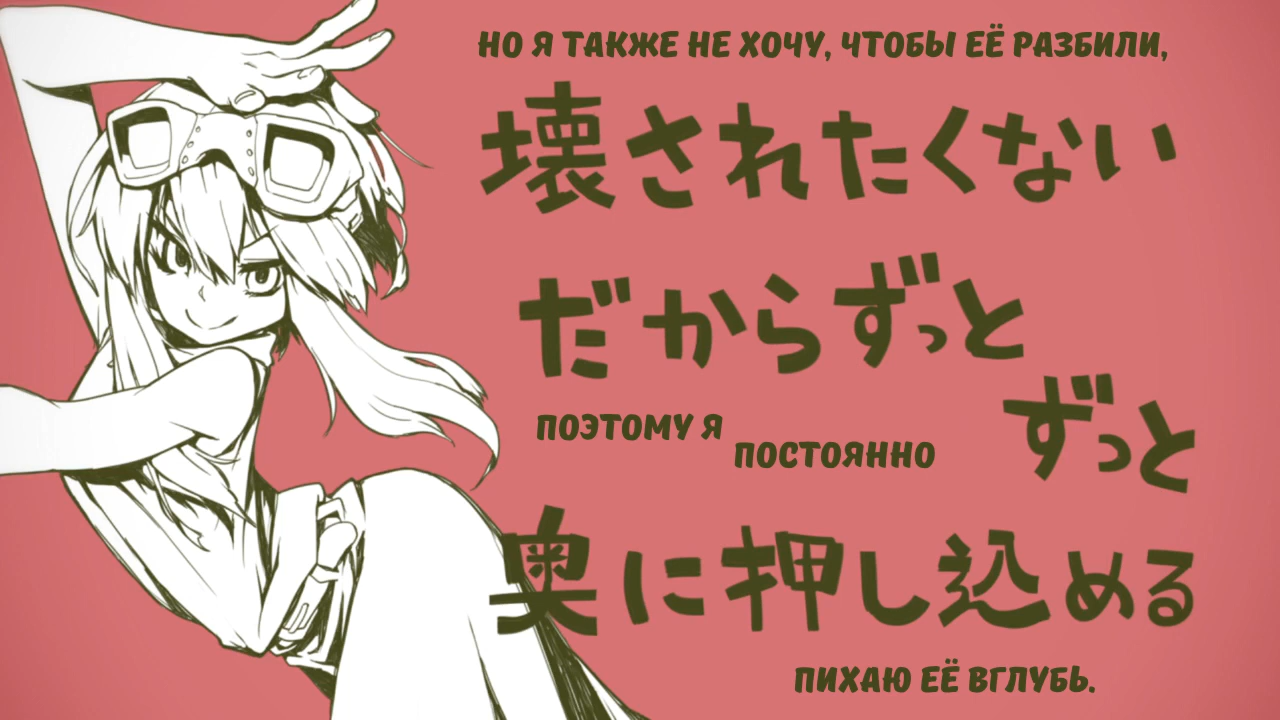 НО Я ТАКЖЕ НЕ ХОЧУ, ЧТОБЫ ЕЁ РАЗБИЛИ,
壊されたくない
だからずっと
ずっと
ПОЭТОМУ Я
ПОСТОЯННО
奥に押し込める
ПИХАЮ ЕЁ ВГЛУБЬ.